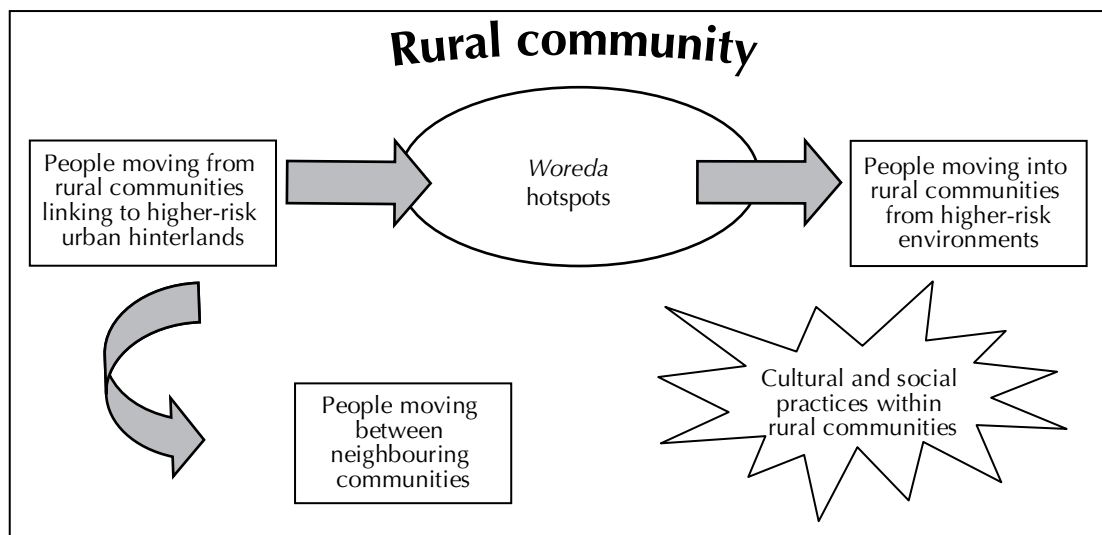 Rural community
People moving from
rural communities
linking to higher-risk
urban hinterlands
Woreda
hotspots
People moving into
rural communities
from higher-risk
environments
People moving
between
neighbouring
communities
Cultural and social
practices within
rural communities